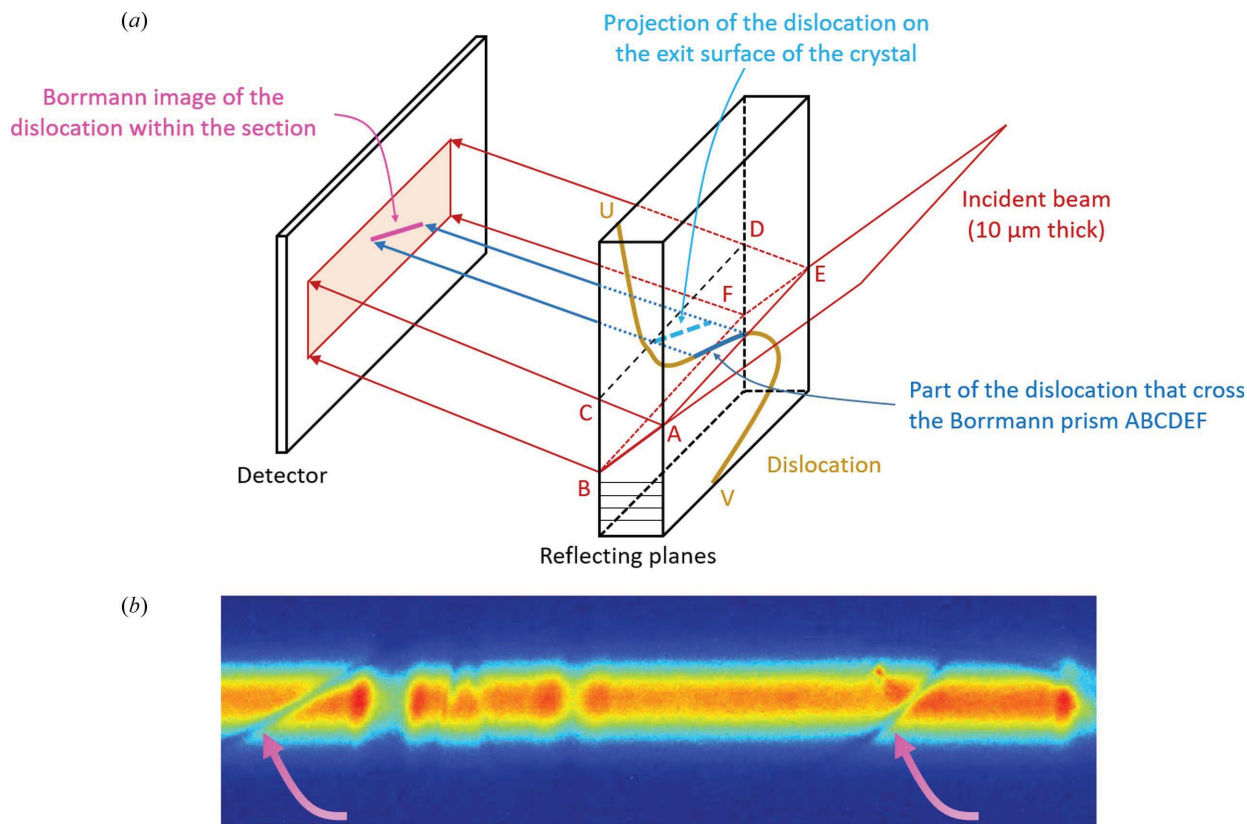 (a)
Projection of the dislocation on
the exit surface of the crystal
Borrmann image of the
dislocation within the section
U
Incident beam
(10 µm thick)
D
E
F
C
A
Part of the dislocation that cross
the Borrmann prism ABCDEF
Detector
B
Dislocation
V
Reflecting planes
(b)